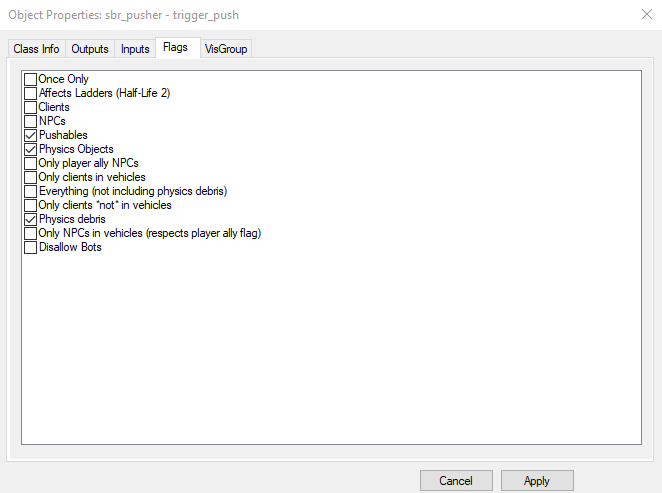 Object Properties: sbr_pusher - trigger_push
Class Info Outputs Inputs Flags VisGroup
Once Only
Affects Ladders (Half-Life 2)
Clients
NPCs
Pushables
Physics Objects
Only player ally NPCs
Only clients in vehicles
Everything (not including physics debris)
Only clients *not* in vehicles
Physics debris
Only NPCs in vehicles (respects player ally flag)
Disallow Bots
Cancel Apply